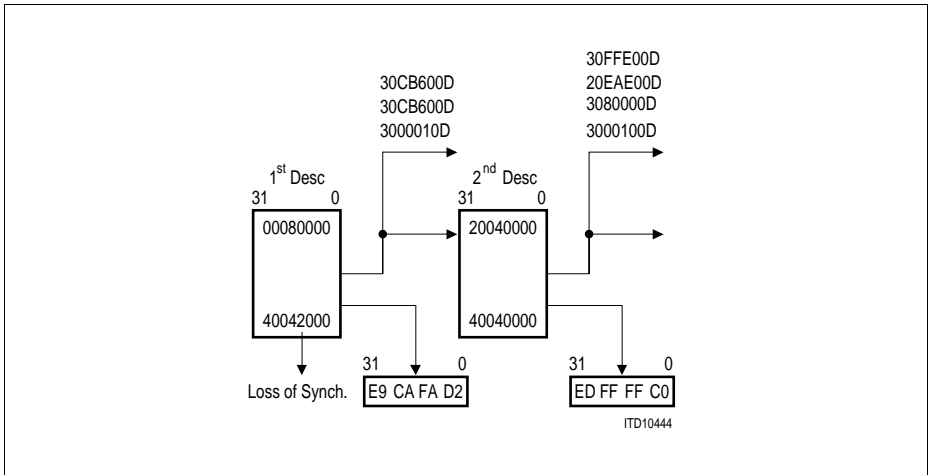 30FFE00D
30CB600D 20EAE00D
30CB600D 3080000D
3000010D 3000100D
1st Desc 2nd Desc
31 0 31 0
00080000 20040000
40042000 40040000
31 0 31 0
Loss of Synch. E9 CA FA D2 ED FF FF C0
ITD10444